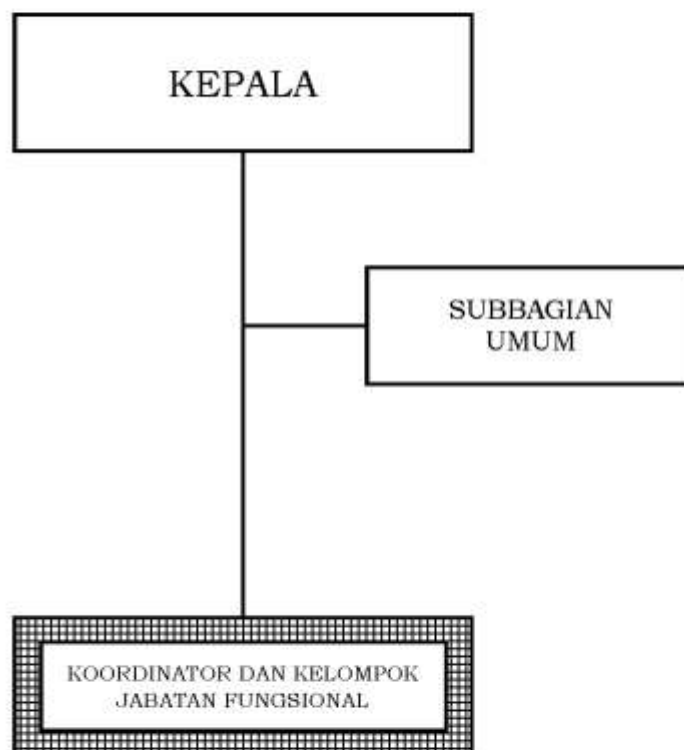 KEPALA
SUBBAGIAN
UMUM
KOORDINATOR DAN KELOMPOK
JABATAN FUNGSIONAL